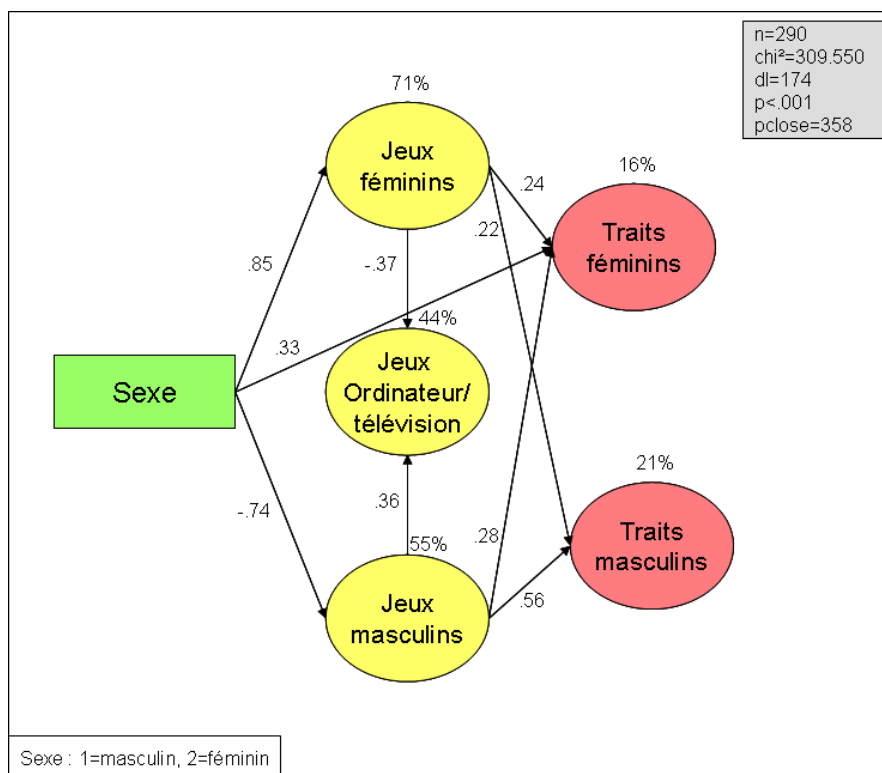 n=290
chi²=309.550
dl=174
p<.001
pclose=358
71%
Jeux
féminins
.24
16%
.22
Traits
féminins
.85
-.37
44%
.33
Jeux
Ordinateur/
télévision
Sexe
21%
-.74
.36
.28
55%
Traits
masculins
.56
Jeux
masculins
Sexe : 1=masculin, 2=féminin